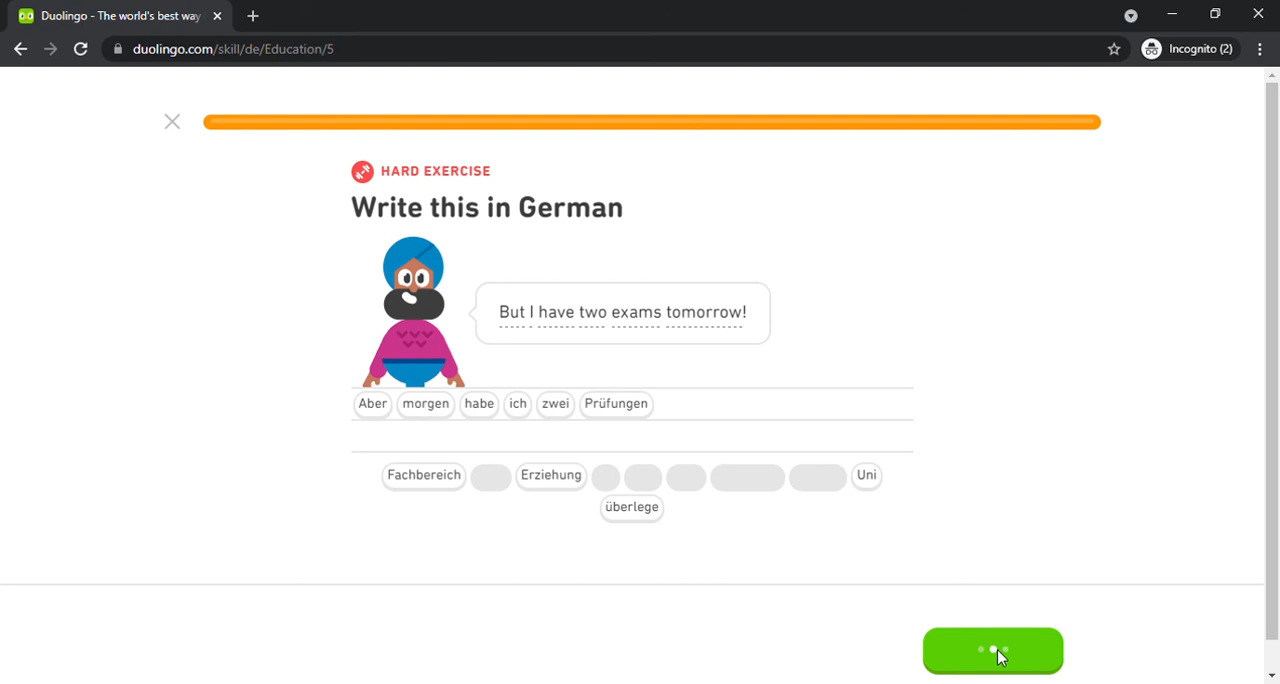 Duolingo - The world's best way
duolingo.com/skill/de/Education/5
Incognito (2)
HARD EXERCISE
Write this in German
But I have two exams tomorrow!
Aber morgen habe ich zwei Prüfungen
Fachbereich Erziehung Uni
überlege